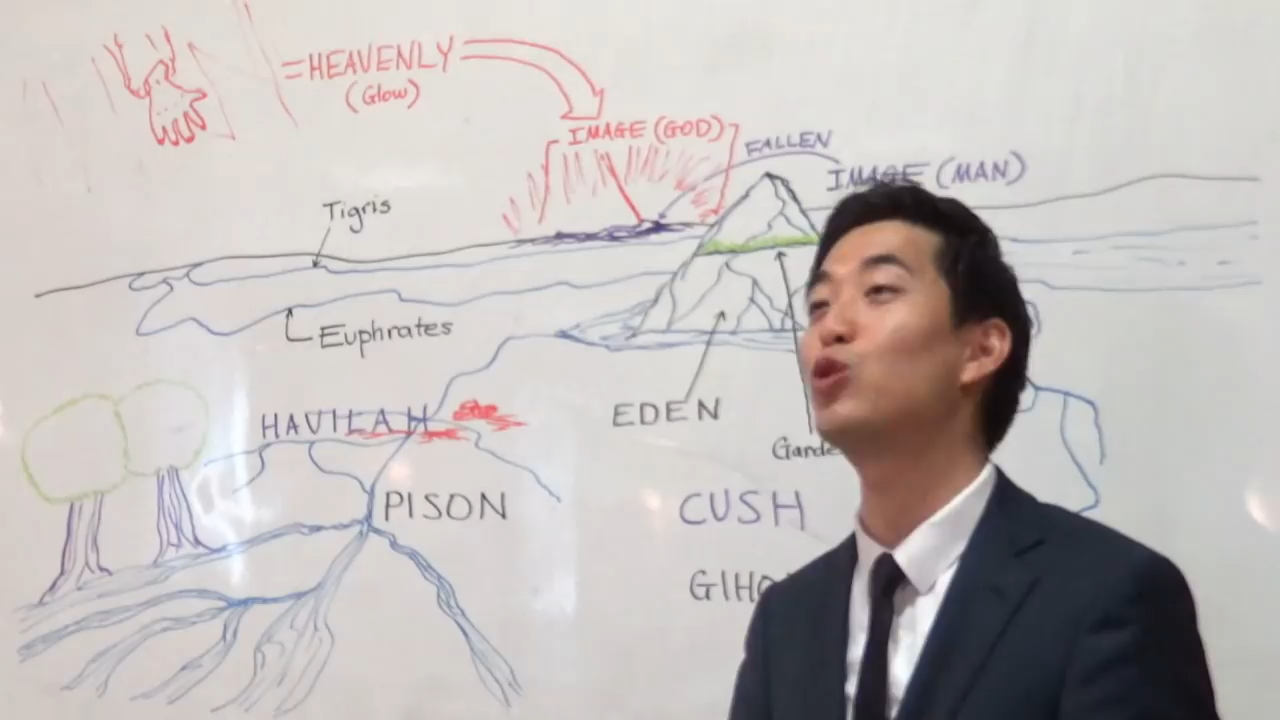 =HEAVENLY
(Glow)
IMAGE (GOD)
FALLEN
IMAGE (MAN)
Tigris
Euphrates
HAVILAH
EDEN
PISON
CUSH